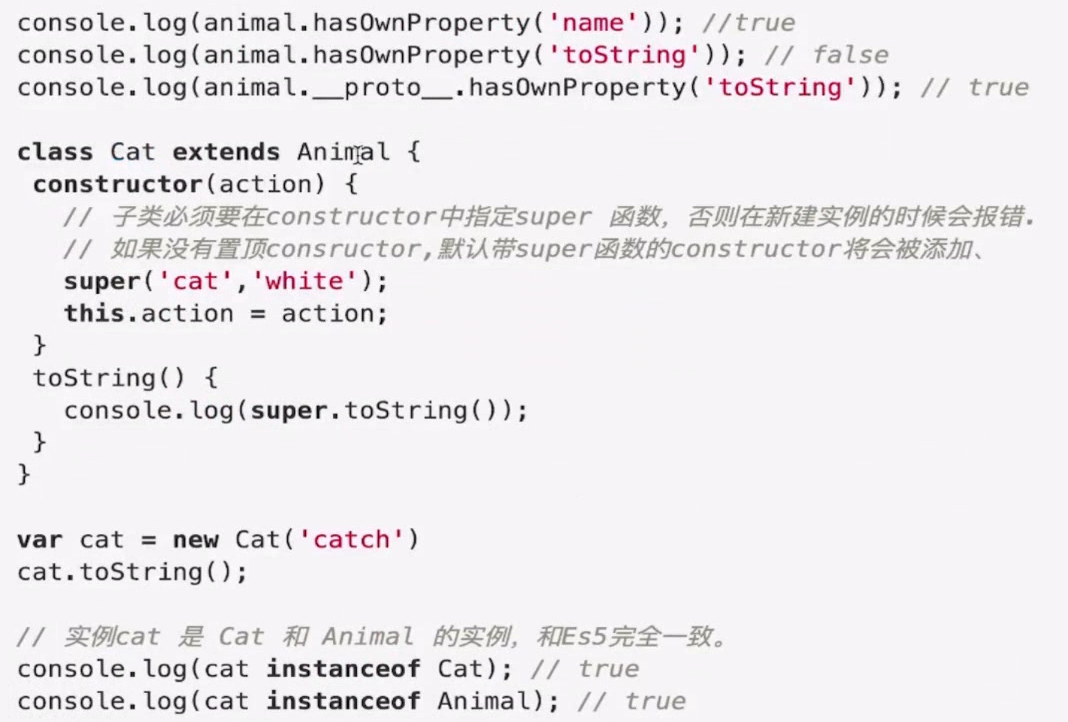 console.log(animal.hasOwnProperty('name')); //true
console.log(animal.hasOwnProperty('toString')); // false
console.log(animal.__proto__.hasOwnProperty('toString')); // true
class Cat extends Animal {
constructor(action) {
// 子类必须要在constructor中指定super 函数，否则在新建实例的时候会报错.
// 如果没有置顶consructor,默认带super函数的constructor将会被添加、
super('cat','white');
this.action = action;
}
toString() {
console.log(super.toString());
}
}
var cat = new Cat('catch')
cat.toString();
// 实例cat 是 Cat 和 Animal 的实例，和Es5完全一致。
console.log(cat instanceof Cat); // true
console.log(cat instanceof Animal); // true